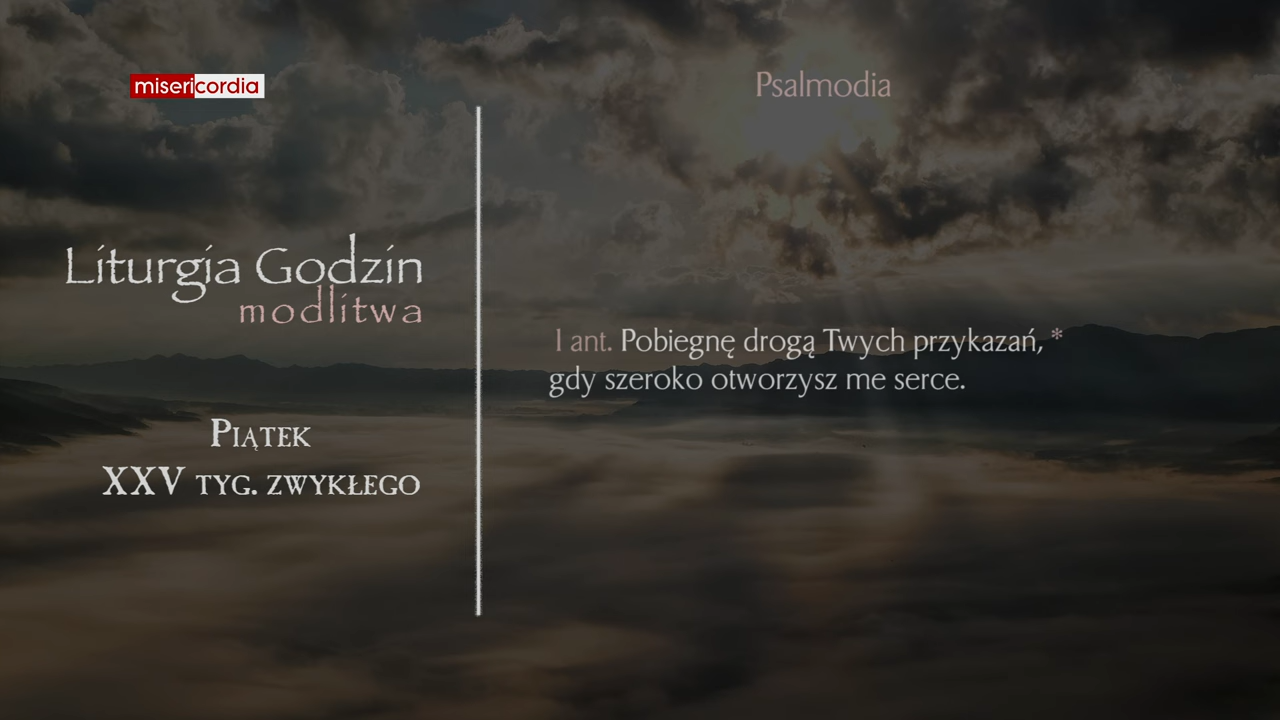 misericordia
Liturgia Godzin
modlitwa
Piątek
XXV tyg. zwykłego
Psalmodia
1 ant. Pobiegnę drogą Twych przykazań, *
gdy szeroko otworzysz me serce.